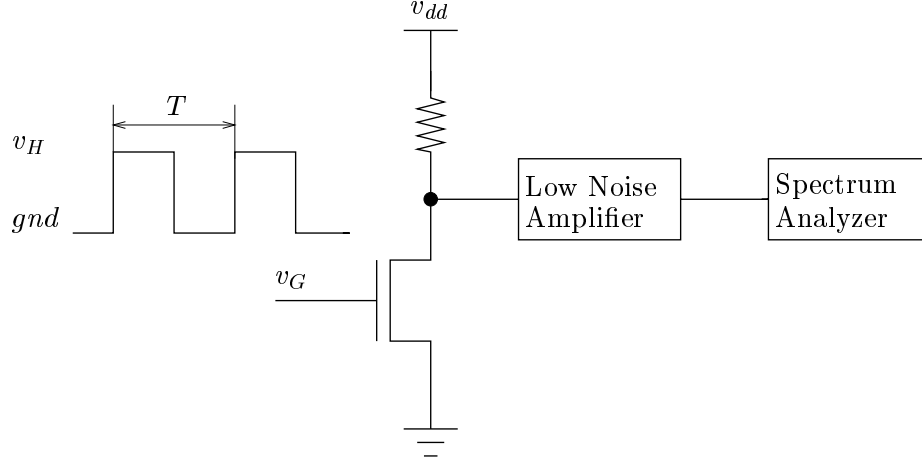 v_dd
T
v_H
gnd
v_G
Low Noise
Amplifier
Spectrum
Analyzer